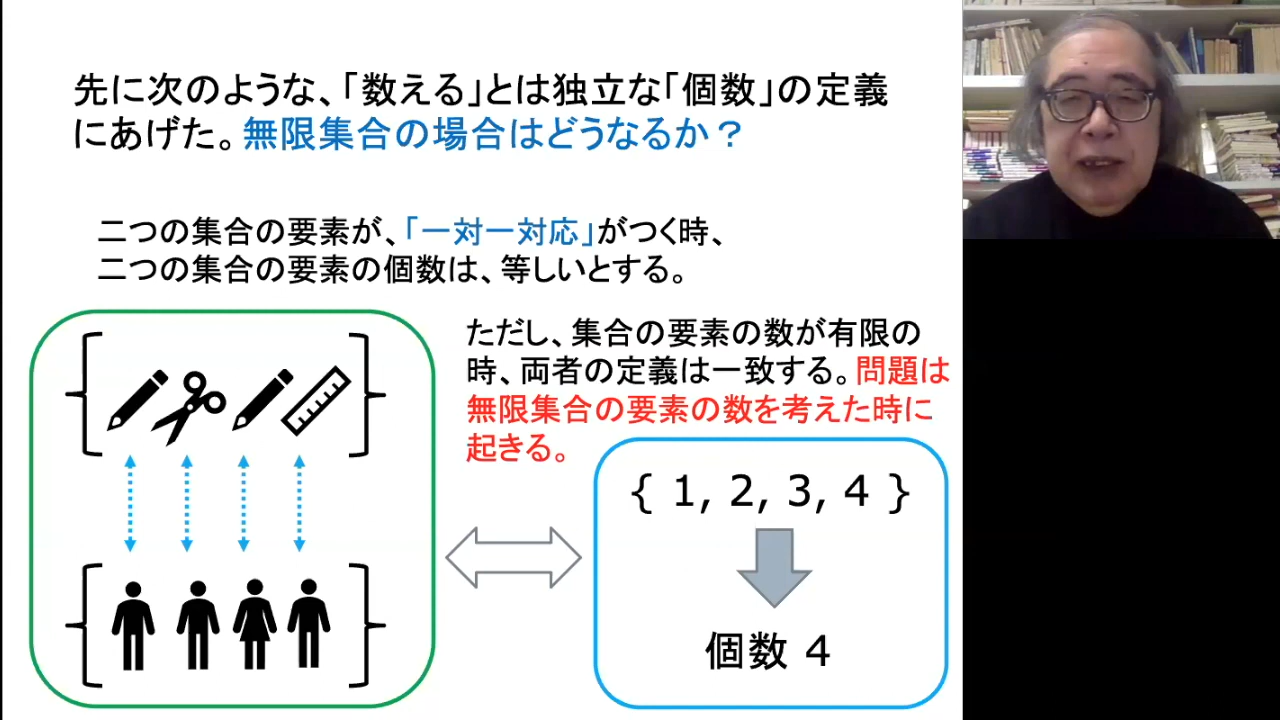 先に次のような、「数える」とは独立な「個数」の定義
にあげた。無限集合の場合はどうなるか？
二つの集合の要素が、「一対一対応」がつく時、
二つの集合の要素の個数は、等しいとする。
ただし、集合の要素の数が有限の
時、両者の定義は一致する。問題は
無限集合の要素の数を考えた時に
起きる。
{ 1, 2, 3, 4 }
個数 4